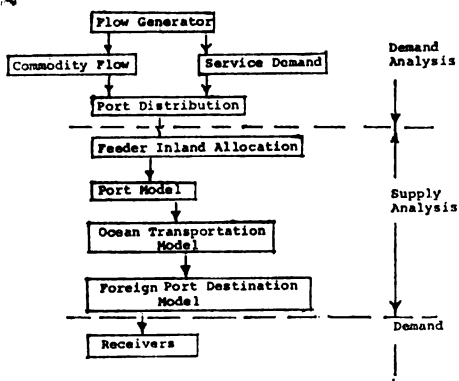 Flow Generator
Commodity Flow
Service Demand
Demand
Analysis
Port Distribution
Feeder Inland Allocation
Port Model
Supply
Analysis
Ocean Transportation
Model
Foreign Port Destination
Model
Demand
Receivers